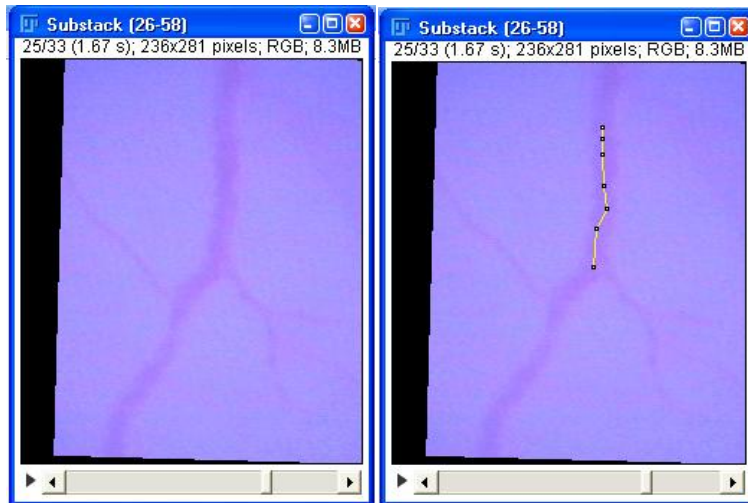 Substack (26-58)
25/33 (1.67 s); 236x281 pixels; RGB; 8.3MB
Substack (26-58)
25/33 (1.67 s); 236x281 pixels; RGB; 8.3MB